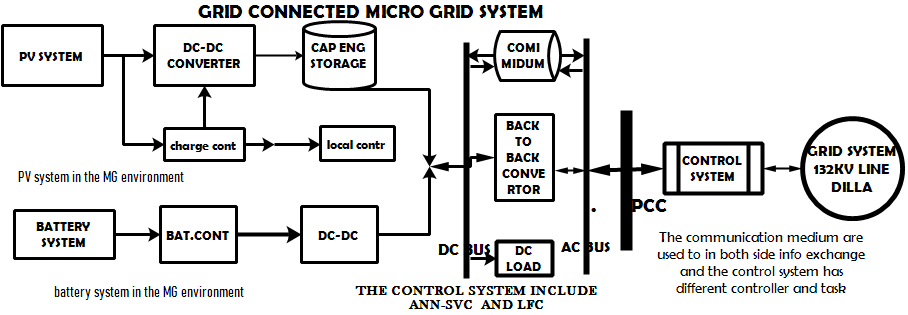 GRID CONNECTED MICRO GRID SYSTEM
PV SYSTEM
DC-DC
CONVERTER
CAP ENG
STORAGE
COMI
MIDUM
charge cont
local contr
PV system in the MG environment
BACK
TO
BACK
CONVE
RTOR
CONTROL
SYSTEM
GRID SYSTEM
132KV LINE
DILLA
PCC
.
BATTERY
SYSTEM
BAT.CONT
DC-DC
DC BUS
DC
LOAD
AC BUS
The communication medium are
used to in both side info exchange
and the control system has
different controller and task
battery system in the MG environment
THE CONTROL SYSTEM INCLUDE
ANN-SVC AND LFC